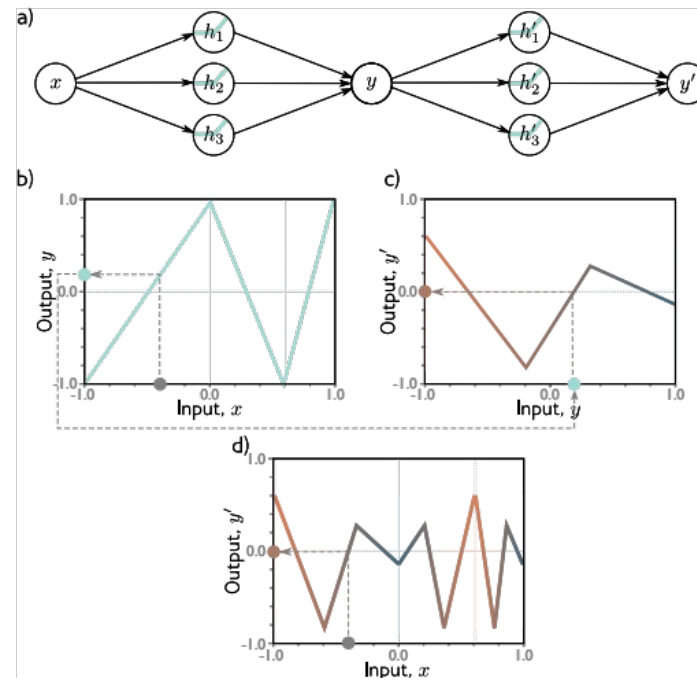 a)
h₁ h′₁
x h₂ y h′₂ y′
h₃ h′₃
b) c)
1.0 1.0
Output, y Output, y′
0.0 0.0
-1.0 -1.0
-1.0 0.0 1.0 -1.0 0.0 1.0
Input, x Input, y
d)
1.0
Output, y′
0.0
-1.0
-1.0 0.0 1.0
Input, x